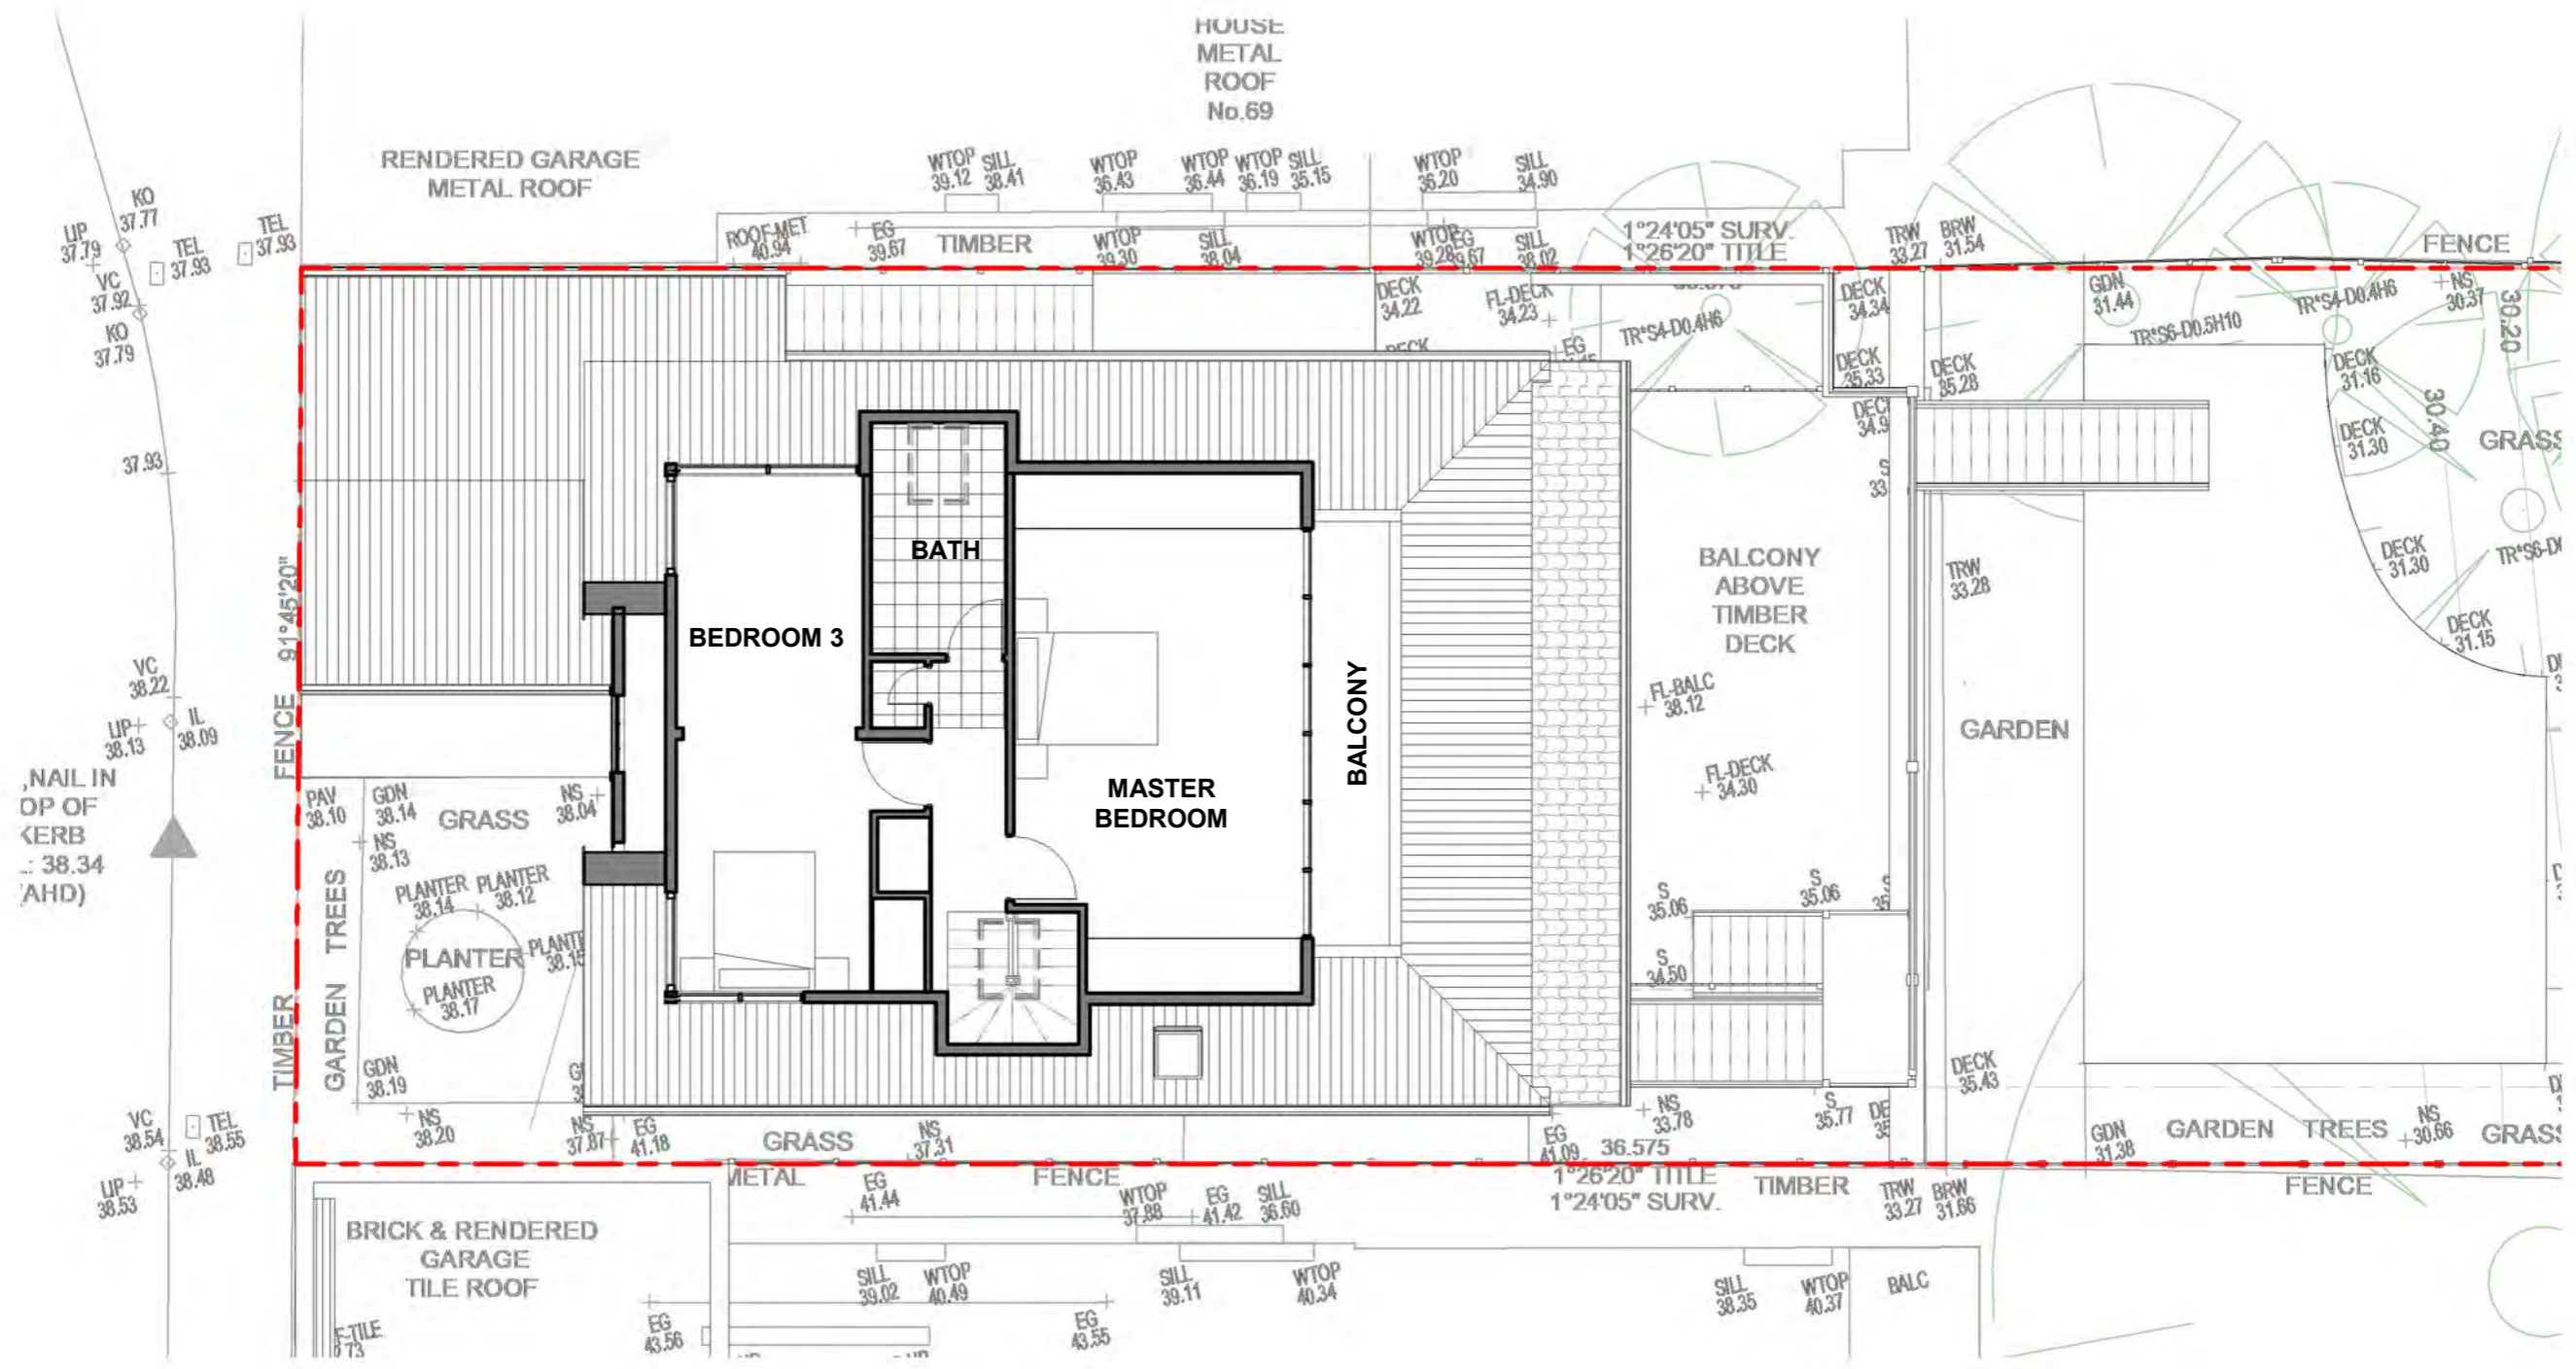 HOUSE
METAL
ROOF
No.69
RENDERED GARAGE
METAL ROOF
WTOP
39.12
SILL
38.41
WTOP
36.43
WTOP
36.44
WTOP
36.19
SILL
35.15
WTOP
36.20
SILL
34.90
KO
37.77
LIP
37.79
TEL
37.93
TEL
37.93
VC
37.92
KO
37.79
ROOF-MET
40.94
EG
39.67
TIMBER
WTOP
39.30
SILL
38.04
WTOP
39.28
EG
39.67
SILL
38.02
1°24'05" SURV.
1°26'20" TITLE
TRW
33.27
BRW
31.54
FENCE
DECK
34.22
FL-DECK
34.23
DECK
34.34
GDN
31.44
TR*S4-D0.4H6
NS
30.37
30.20
TR*S4-D0.4H6
TR*S6-D0.5H10
DECK
EG
DECK
35.33
DECK
35.28
DECK
31.16
30.40
GRASS
DECK
31.30
37.93
BATH
BALCONY
ABOVE
TIMBER
DECK
TRW
33.28
DECK
31.30
DECK
31.15
91°45'20"
BEDROOM 3
VC
38.22
LIP
38.13
IL
38.09
FENCE
BALCONY
FL-BALC
38.12
GARDEN
FL-DECK
34.30
MASTER
BEDROOM
NAIL IN
OP OF
KERB
38.34
AHD)
PAV
38.10
GDN
38.14
GRASS
NS
38.04
NS
38.13
PLANTER
38.14
PLANTER
38.12
PLANTER
PLANTER
38.17
GARDEN TREES
TIMBER
S
35.06
S
35.06
S
34.50
GDN
38.19
DECK
35.43
VC
38.54
TEL
38.55
IL
38.48
LIP
38.53
NS
38.20
NS
37.87
EG
41.18
GRASS
NS
37.31
EG
41.09
NS
33.78
S
35.77
36.575
GDN
31.38
GARDEN TREES
NS
30.66
GRASS
METAL
FENCE
1°26'20" TITLE
1°24'05" SURV.
TIMBER
TRW
33.27
BRW
31.66
FENCE
EG
41.44
WTOP
37.88
EG
41.42
SILL
36.60
BRICK & RENDERED
GARAGE
TILE ROOF
SILL
39.02
WTOP
40.49
SILL
39.11
WTOP
40.34
SILL
38.35
WTOP
40.37
BALC
EG
43.56
EG
43.55
F-TILE